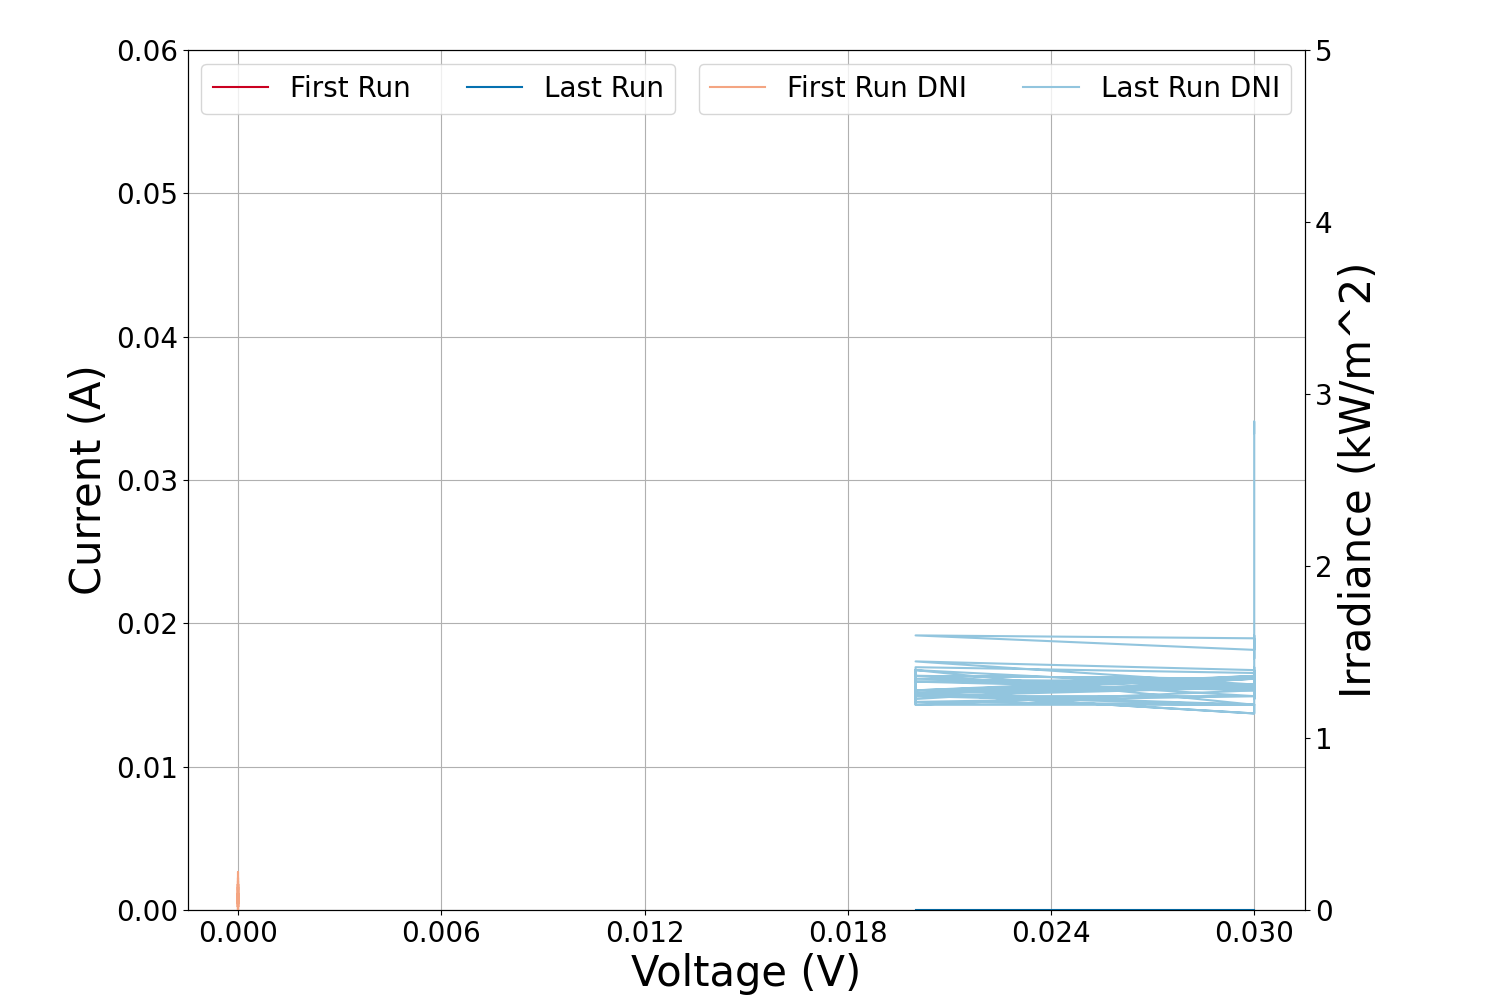 First Run
Last Run
First Run DNI
Last Run DNI
0.06
0.05
0.04
0.03
0.02
0.01
0.00
Current (A)
5
4
3
2
1
0
Irradiance (kW/m^2)
0.000
0.006
0.012
0.018
0.024
0.030
Voltage (V)